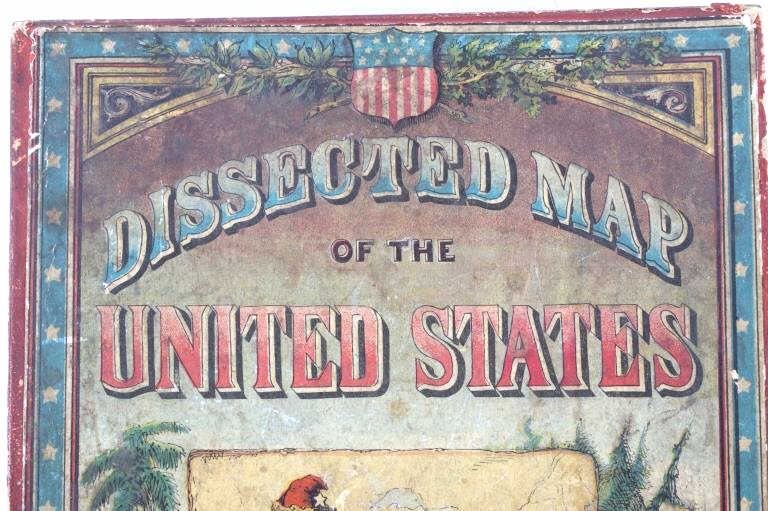 DISSECTED MAP
OF THE
UNITED STATES